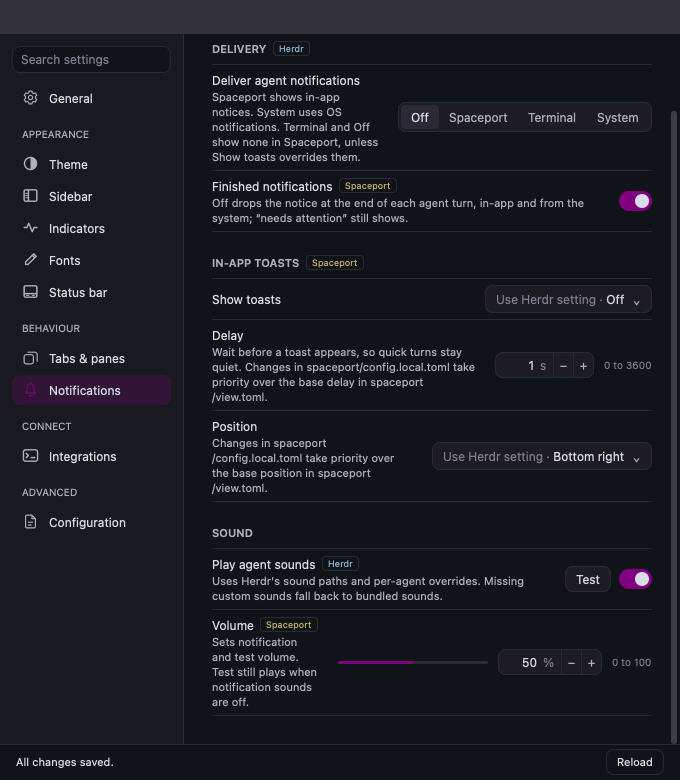 Search settings
General
APPEARANCE
Theme
Sidebar
Indicators
Fonts
Status bar
BEHAVIOUR
Tabs & panes
Notifications
CONNECT
Integrations
ADVANCED
Configuration
DELIVERY Herdr
Deliver agent notifications
Spaceport shows in-app
notices. System uses OS
notifications. Terminal and Off
show none in Spaceport, unless
Show toasts overrides them.
Off Spaceport Terminal System
Finished notifications Spaceport
Off drops the notice at the end of each agent turn, in-app and from the
system; “needs attention” still shows.
IN-APP TOASTS Spaceport
Show toasts
Use Herdr setting · Off
Delay
Wait before a toast appears, so quick turns stay
quiet. Changes in spaceport/config.local.toml take
priority over the base delay in spaceport
/view.toml.
1 s − + 0 to 3600
Position
Changes in spaceport
/config.local.toml take priority over
the base position in spaceport
/view.toml.
Use Herdr setting · Bottom right
SOUND
Play agent sounds Herdr
Uses Herdr's sound paths and per-agent overrides. Missing
custom sounds fall back to bundled sounds.
Test
Volume Spaceport
Sets notification
and test volume.
Test still plays when
notification sounds
are off.
50 % − + 0 to 100
All changes saved.
Reload